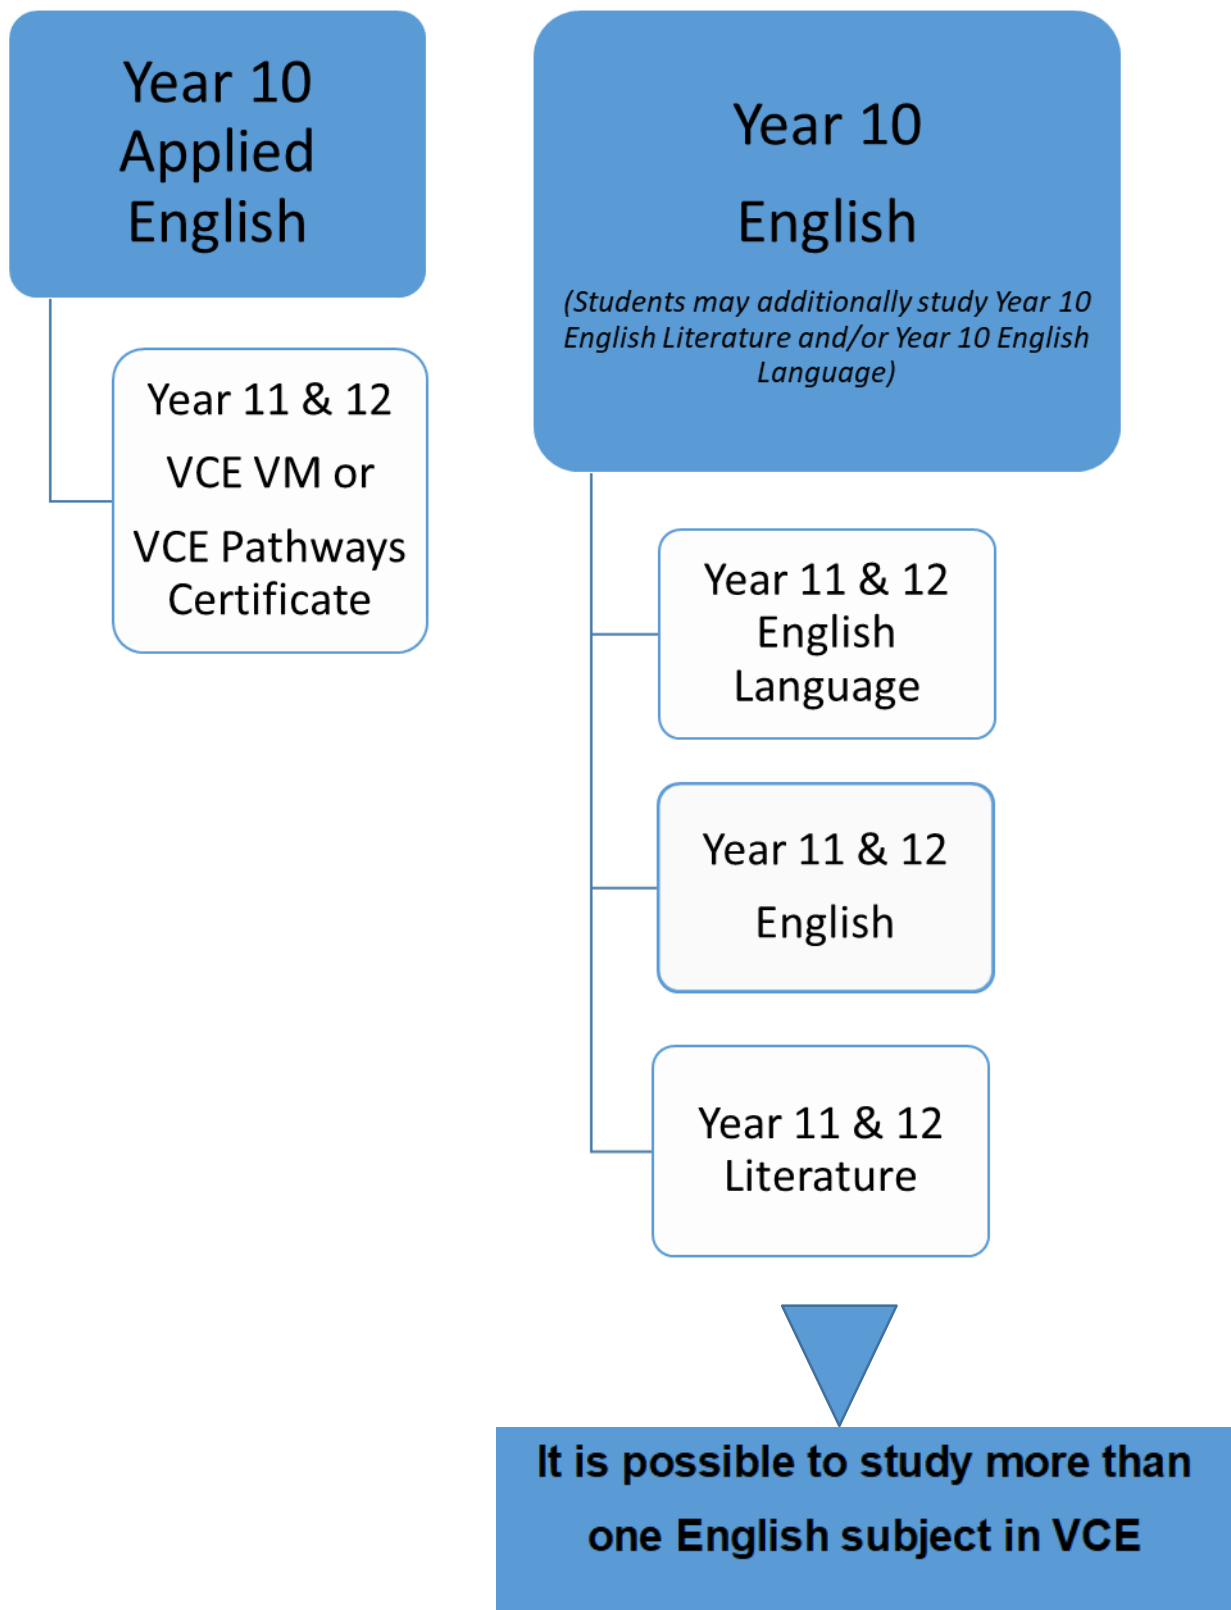 Year 10
Applied
English
Year 11 & 12
VCE VM or
VCE Pathways
Certificate
Year 10
English
(Students may additionally study Year 10
English Literature and/or Year 10 English
Language)
Year 11 & 12
English
Language
Year 11 & 12
English
Year 11 & 12
Literature
It is possible to study more than
one English subject in VCE